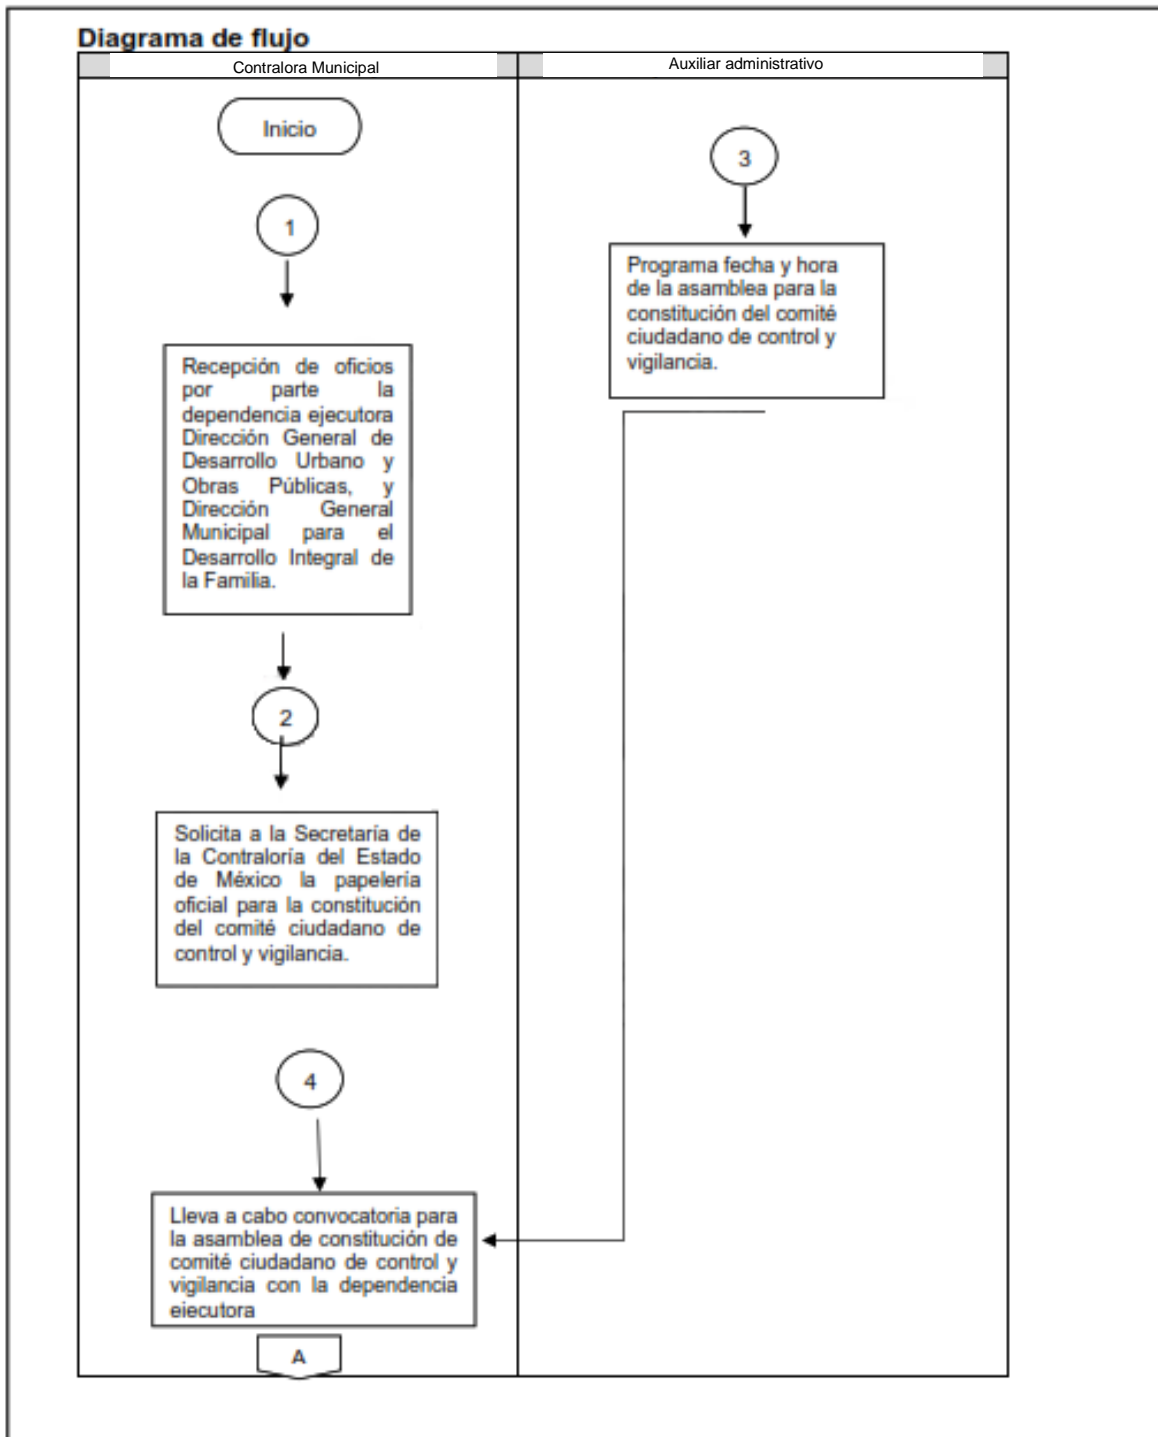 Diagrama de flujo
Contralora Municipal
Auxiliar administrativo
Inicio
1
Recepción de oficios
por parte la
dependencia ejecutora
Dirección General de
Desarrollo Urbano y
Obras Públicas, y
Dirección General
Municipal para el
Desarrollo Integral de
la Familia.
2
Solicita a la Secretaría de
la Contraloría del Estado
de México la papelería
oficial para la constitución
del comité ciudadano de
control y vigilancia.
3
Programa fecha y hora
de la asamblea para la
constitución del comité
ciudadano de control y
vigilancia.
4
Lleva a cabo convocatoria para
la asamblea de constitución de
comité ciudadano de control y
vigilancia con la dependencia
ejecutora
A